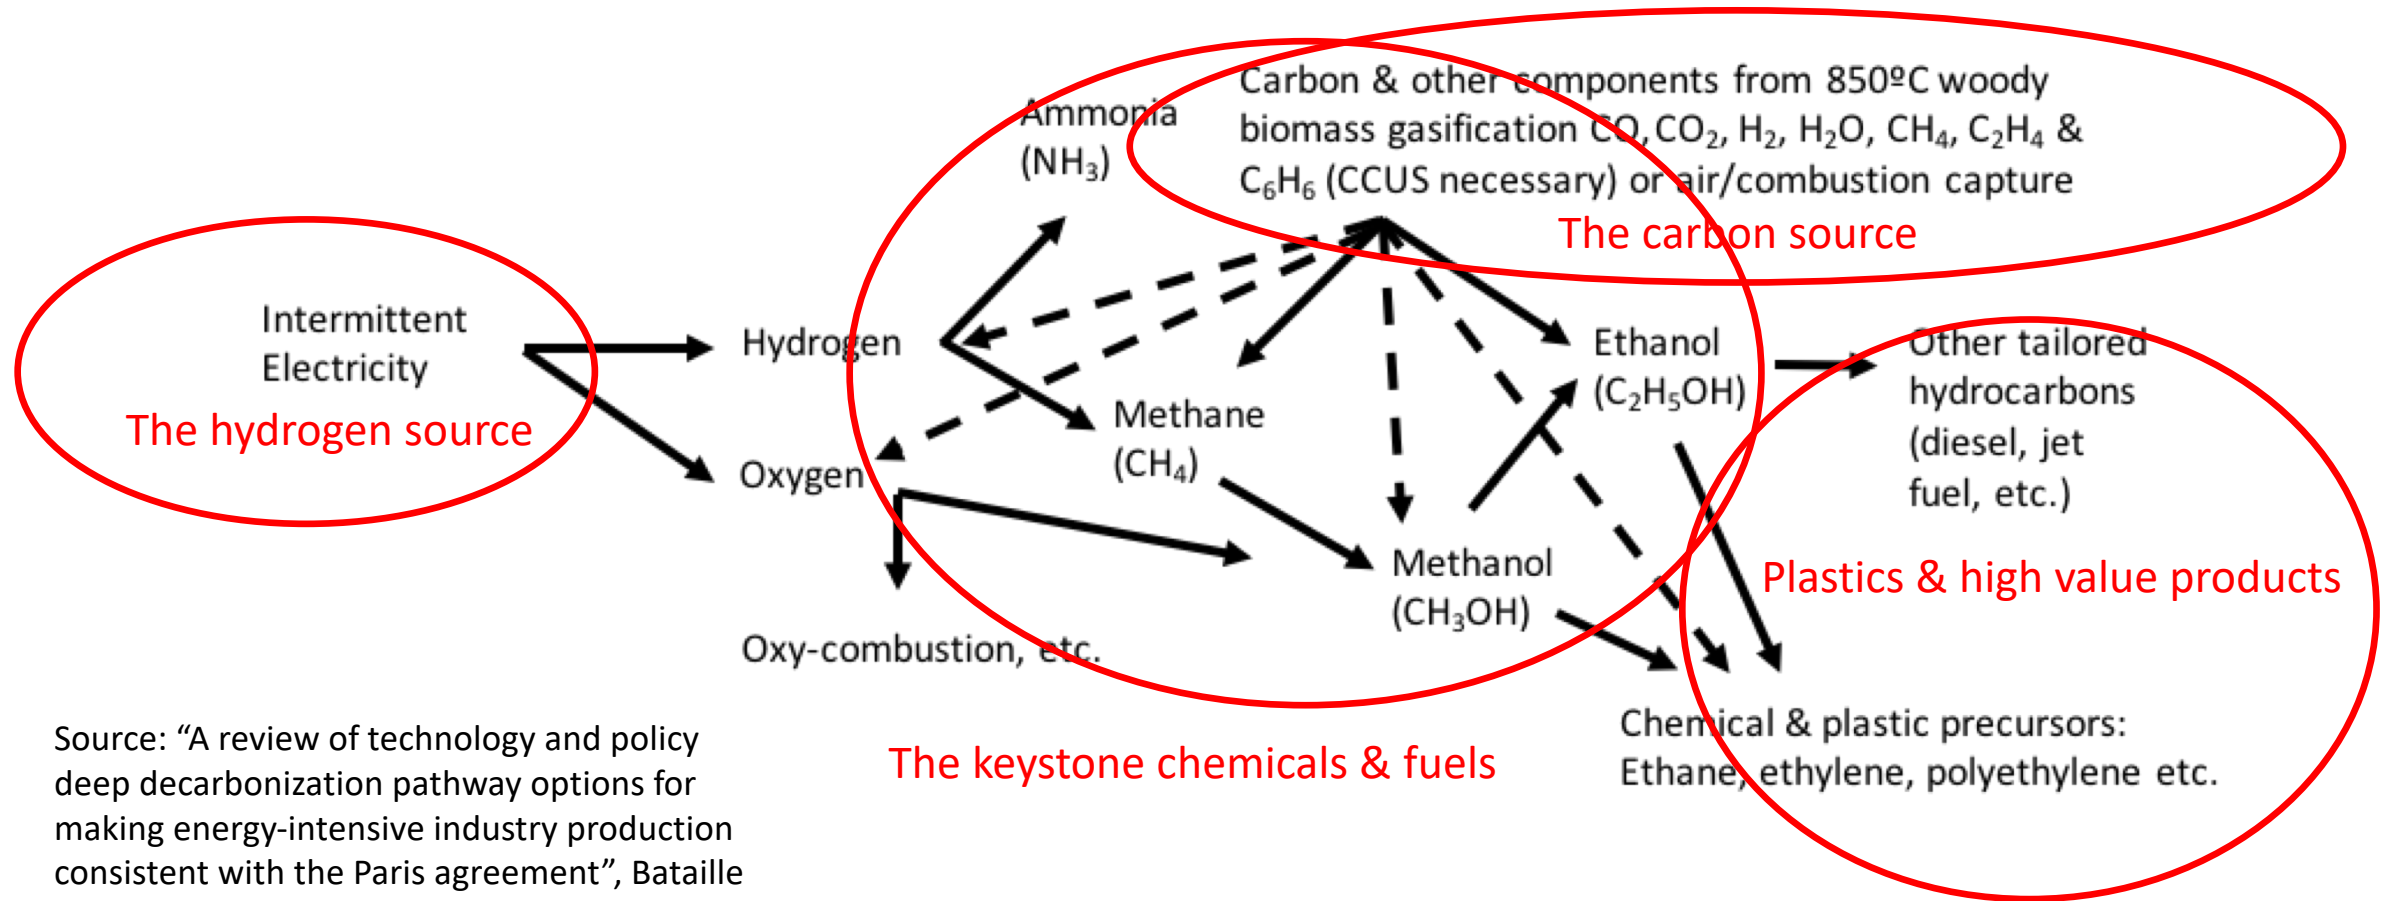 Carbon & other components from 850ºC woody
biomass gasification CO, CO₂, H₂, H₂O, CH₄, C₂H₄ &
C₆H₆ (CCUS necessary) or air/combustion capture
The carbon source
Ammonia
(NH₃)
Intermittent
Electricity
The hydrogen source
Hydrogen
Oxygen
Methane
(CH₄)
Ethanol
(C₂H₅OH)
Other tailored
hydrocarbons
(diesel, jet
fuel, etc.)
Plastics & high value products
Methanol
(CH₃OH)
Oxy-combustion, etc.
Chemical & plastic precursors:
Ethane, ethylene, polyethylene etc.
The keystone chemicals & fuels
Source: “A review of technology and policy
deep decarbonization pathway options for
making energy-intensive industry production
consistent with the Paris agreement”, Bataille